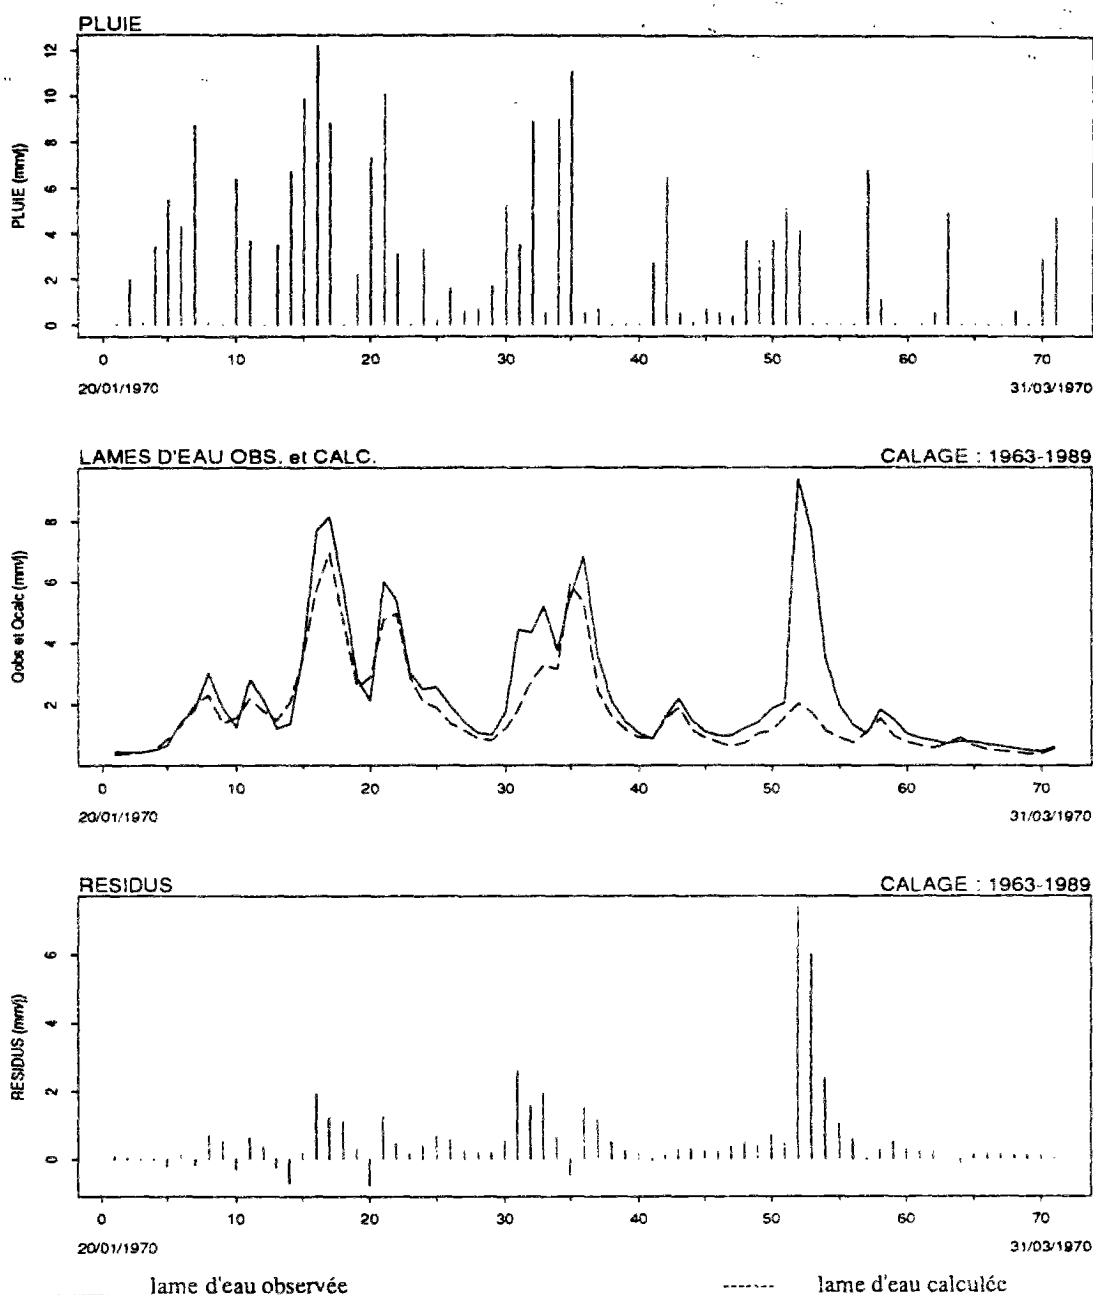 PLUIE
PLUIE (mm/j)
12
10
8
6
4
2
0
0 10 20 30 40 50 60 70
20/01/1970 31/03/1970
LAMES D'EAU OBS. et CALC. CALAGE : 1963-1989
Qobs et Qcalc (mm/j)
8
6
4
2
0 10 20 30 40 50 60 70
20/01/1970 31/03/1970
RESIDUS CALAGE : 1963-1989
RESIDUS (mm/j)
6
4
2
0
0 10 20 30 40 50 60 70
20/01/1970 31/03/1970
lame d'eau observée lame d'eau calculée